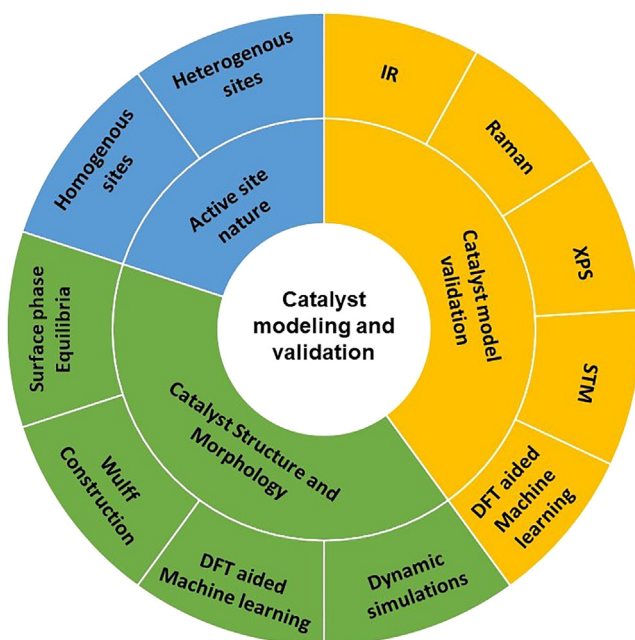 Catalyst
modeling and
validation
Catalyst model
validation
IR
Raman
XPS
STM
DFT aided
Machine
learning
Catalyst Structure and
Morphology
Dynamic
simulations
DFT aided
Machine learning
Wulff
Construction
Surface phase
Equilibria
Active site
nature
Homogenous
sites
Heterogenous
sites